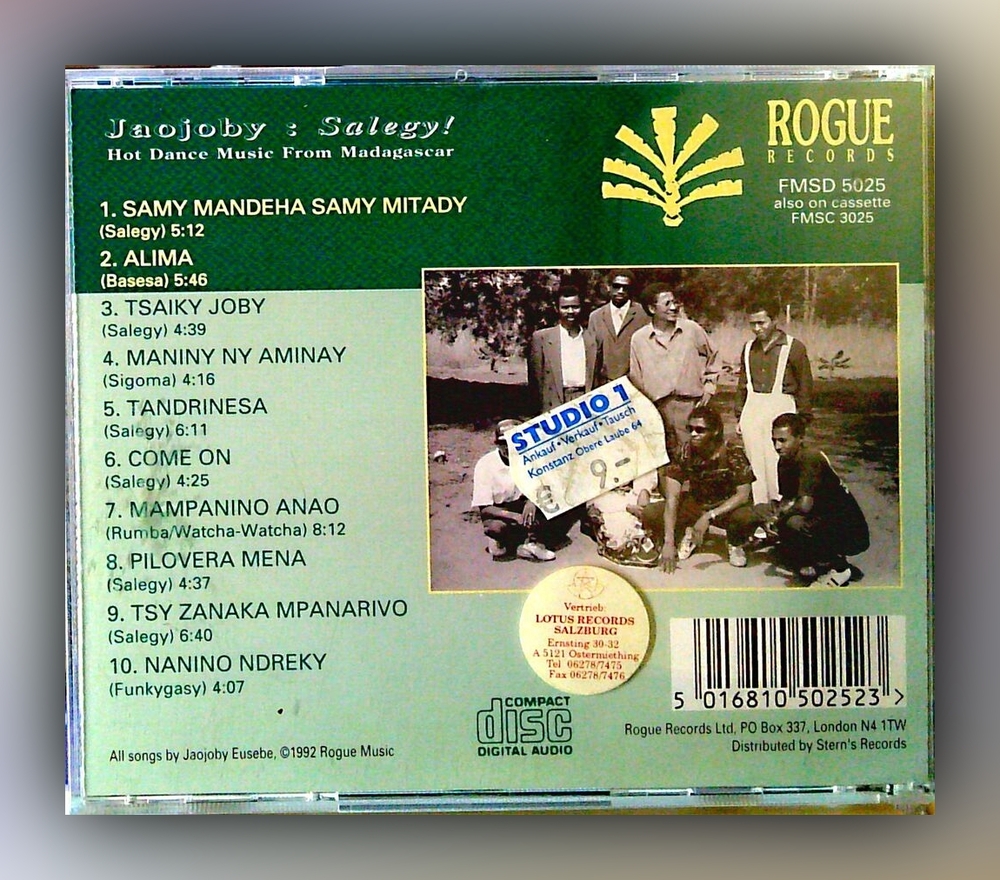 Jaojoby : Salegy!
Hot Dance Music From Madagascar
ROGUE
RECORDS
FMSD 5025
also on cassette
FMSC 3025
1. SAMY MANDEHA SAMY MITADY
(Salegy) 5:12
2. ALIMA
(Basesa) 5:46
3. TSAIKY JOBY
(Salegy) 4:39
4. MANINY NY AMINAY
(Sigoma) 4:16
5. TANDRINESA
(Salegy) 6:11
6. COME ON
(Salegy) 4:25
7. MAMPANINO ANAO
(Rumba/Watcha-Watcha) 8:12
8. PILOVERA MENA
(Salegy) 4:37
9. TSY ZANAKA MPANARIVO
(Salegy) 6:40
10. NANINO NDREKY
(Funkygasy) 4:07
STUDIO 1
Ankauf•Verkauf•Tausch
Konstanz Obere Laube 64
€ 9.-
Vertrieb:
LOTUS RECORDS
SALZBURG
Ernsting 30-32
A 5121 Ostermiething
Tel 06278/7475
Fax 06278/7476
5 016810 502523 >
COMPACT
disc
DIGITAL AUDIO
Rogue Records Ltd, PO Box 337, London N4 1TW
Distributed by Stern's Records
All songs by Jaojoby Eusebe, ©1992 Rogue Music